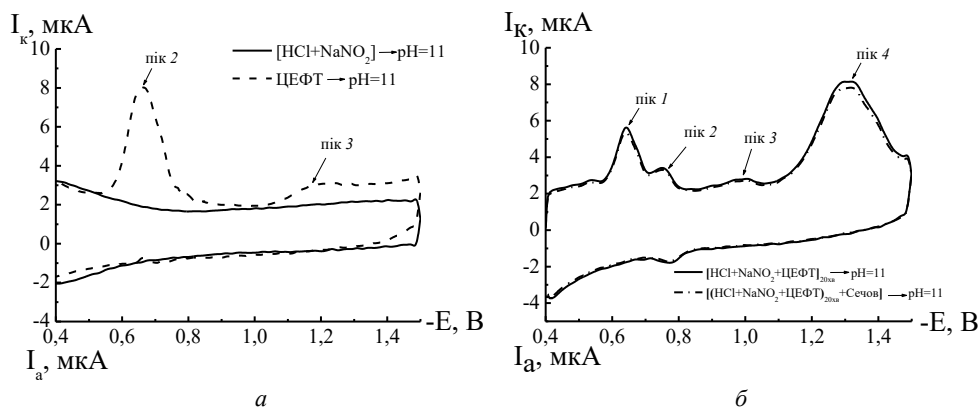 Iк, мкА
10
8
6
4
2
0
-2
-4
0,4 0,6 0,8 1,0 1,2 1,4
-E, В
Iа, мкА
пік 2
пік 3
[HCl+NaNO2]→pH=11
ЦЕФТ→pH=11
а
Iк, мкА
10
8
6
4
2
0
-2
-4
0,4 0,6 0,8 1,0 1,2 1,4
-E, В
Iа, мкА
пік 1
пік 2
пік 3
пік 4
[HCl+NaNO2+ЦЕФТ]20хв→pH=11
[(HCl+NaNO2+ЦЕФТ)20хв+Сечов]→pH=11
б